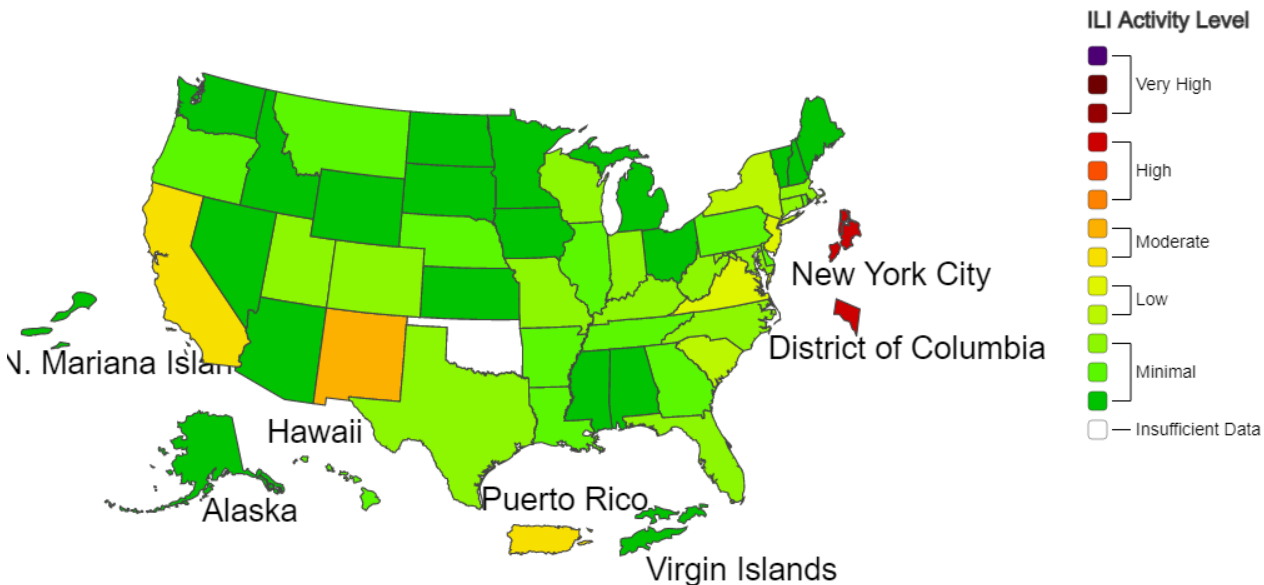 ILI Activity Level
Very High
High
Moderate
Low
Minimal
Insufficient Data
New York City
District of Columbia
N. Mariana Islan
Hawaii
Alaska
Puerto Rico
Virgin Islands